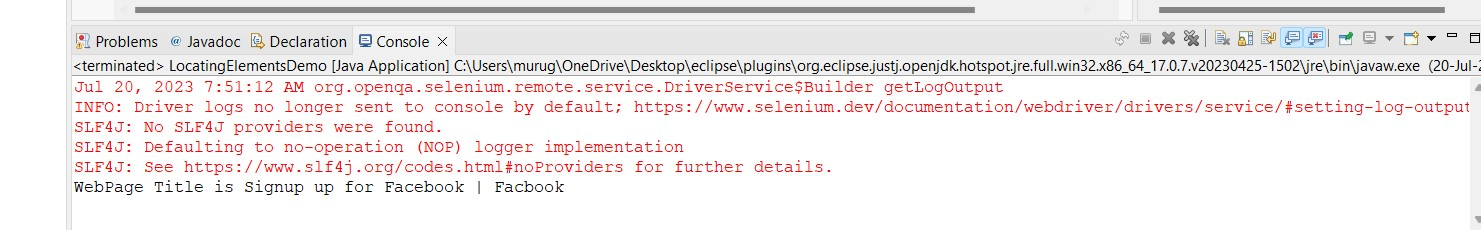 Problems @ Javadoc Declaration Console
<terminated> LocatingElementsDemo [Java Application] C:\Users\murug\OneDrive\Desktop\eclipse\plugins\org.eclipse.justj.openjdk.hotspot.jre.full.win32.x86_64_17.0.7.v20230425-1502\jre\bin\javaw.exe (20-Jul-2
Jul 20, 2023 7:51:12 AM org.openqa.selenium.remote.service.DriverService$Builder getLogOutput
INFO: Driver logs no longer sent to console by default; https://www.selenium.dev/documentation/webdriver/drivers/service/#setting-log-output
SLF4J: No SLF4J providers were found.
SLF4J: Defaulting to no-operation (NOP) logger implementation
SLF4J: See https://www.slf4j.org/codes.html#noProviders for further details.
WebPage Title is Signup up for Facebook | Facbook